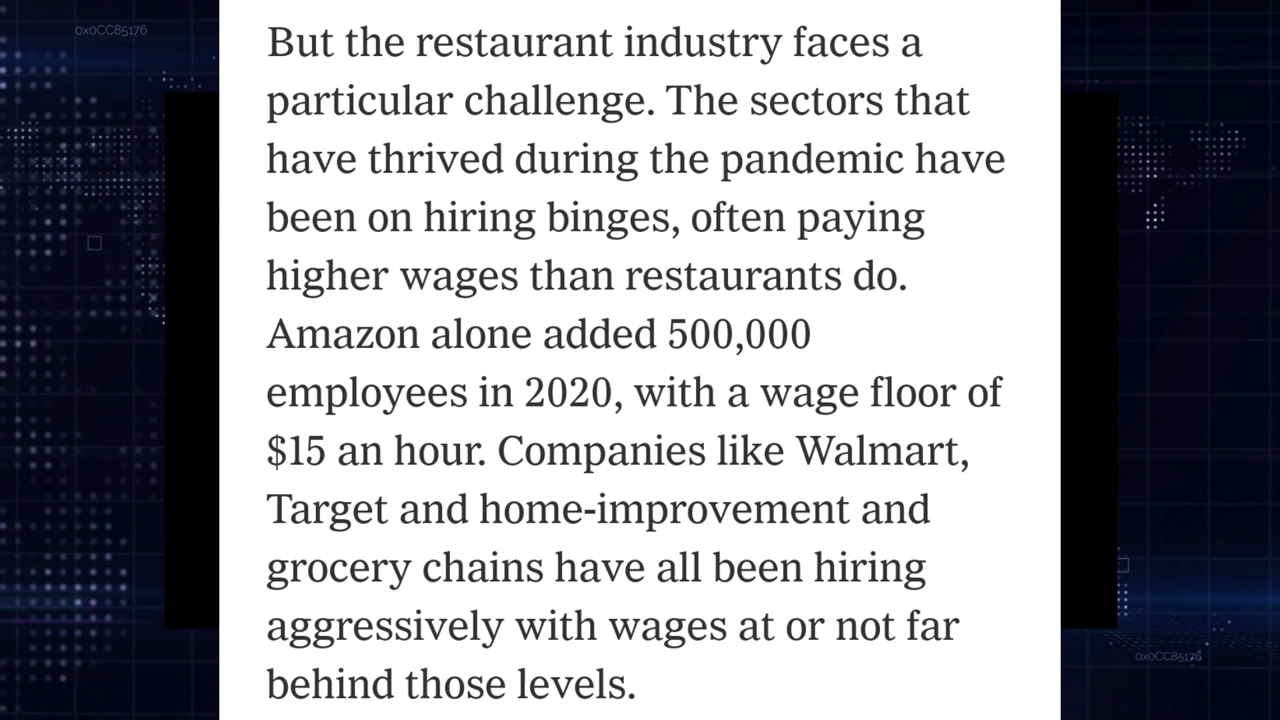 0x0CC85176
But the restaurant industry faces a
particular challenge. The sectors that
have thrived during the pandemic have
been on hiring binges, often paying
higher wages than restaurants do.
Amazon alone added 500,000
employees in 2020, with a wage floor of
$15 an hour. Companies like Walmart,
Target and home-improvement and
grocery chains have all been hiring
aggressively with wages at or not far
behind those levels.
0x0CC85176